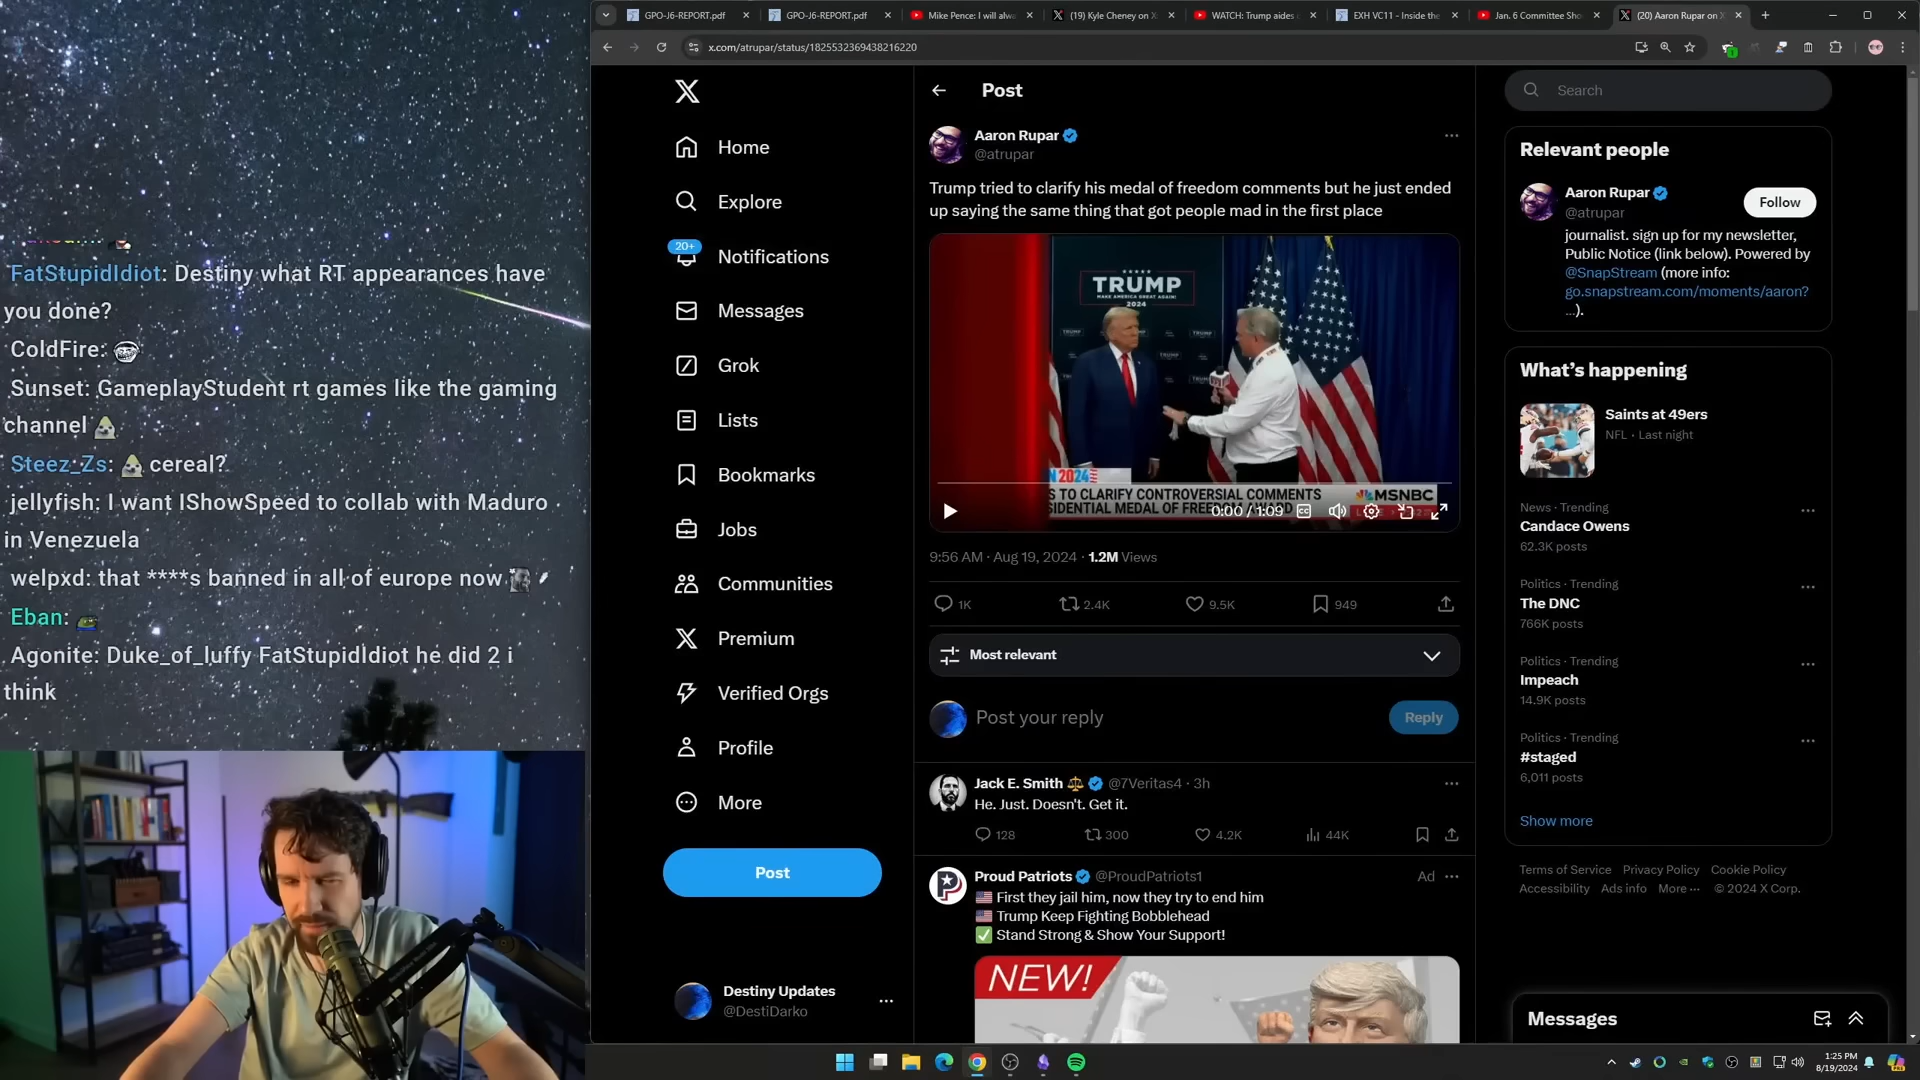 FatStupidIdiot: Destiny what RT appearances have
you done?
ColdFire:
Sunset: GameplayStudent rt games like the gaming
channel
Steez_Zs: cereal?
jellyfish: I want IShowSpeed to collab with Maduro
in Venezuela
welpxd: that ****s banned in all of europe now
Eban:
Agonite: Duke_of_luffy FatStupidIdiot he did 2 i
think
GPO-J6-REPORT.pdf
GPO-J6-REPORT.pdf
Mike Pence: I will alw
(19) Kyle Cheney on X
WATCH: Trump aides
EXH VC11 - Inside the
Jan. 6 Committee Sho
(20) Aaron Rupar on X
x.com/atrupar/status/1825532369438216220
Home
Explore
20+
Notifications
Messages
Grok
Lists
Bookmarks
Jobs
Communities
Premium
Verified Orgs
Profile
More
Post
Destiny Updates
@DestiDarko
Post
Aaron Rupar
@atrupar
Trump tried to clarify his medal of freedom comments but he just ended
up saying the same thing that got people mad in the first place
TRUMP
MAKE AMERICA GREAT AGAIN!
2024
N 2024
S TO CLARIFY CONTROVERSIAL COMMENTS
MSNBC
0:00 / 1:09
9:56 AM · Aug 19, 2024 · 1.2M Views
1K
2.4K
9.5K
949
Most relevant
Post your reply
Reply
Jack E. Smith @7Veritas4 · 3h
He. Just. Doesn't. Get it.
128
300
4.2K
44K
Proud Patriots @ProudPatriots1
Ad
First they jail him, now they try to end him
Trump Keep Fighting Bobblehead
Stand Strong & Show Your Support!
NEW!
Search
Relevant people
Aaron Rupar
@atrupar
Follow
journalist. sign up for my newsletter,
Public Notice (link below). Powered by
@SnapStream (more info:
go.snapstream.com/moments/aaron?
...).
What's happening
Saints at 49ers
NFL · Last night
News · Trending
Candace Owens
62.3K posts
Politics · Trending
The DNC
766K posts
Politics · Trending
Impeach
14.9K posts
Politics · Trending
#staged
6,011 posts
Show more
Terms of Service Privacy Policy Cookie Policy
Accessibility Ads info More ··· © 2024 X Corp.
Messages
1:25 PM
8/19/2024